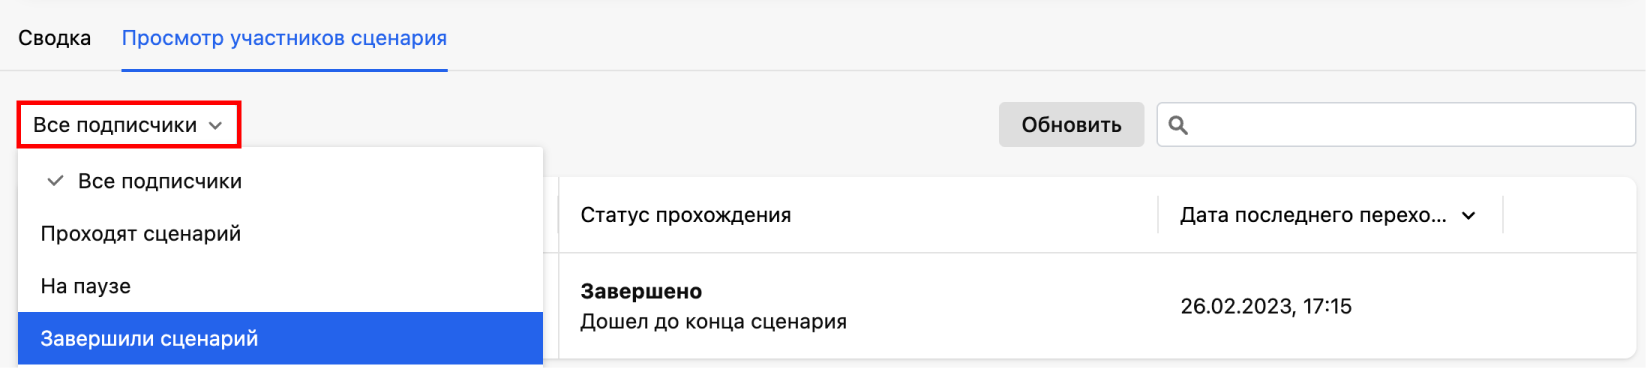 Сводка Просмотр участников сценария
Все подписчики
Обновить
Все подписчики
Проходят сценарий
На паузе
Завершили сценарий
Статус прохождения
Дата последнего перехо...
Завершено
Дошел до конца сценария
26.02.2023, 17:15